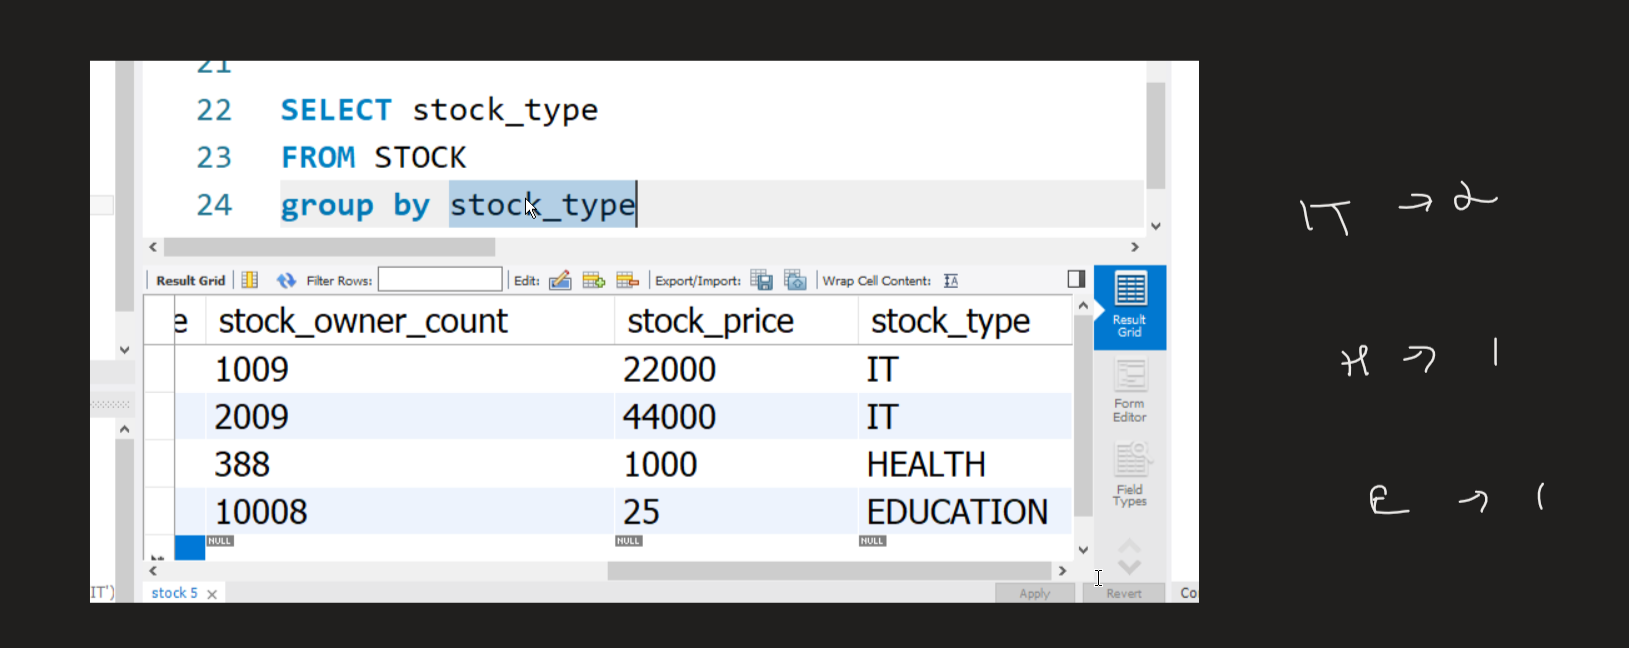 21
22 SELECT stock_type
23 FROM STOCK
24 group by stock_type
Result Grid Filter Rows: Edit: Export/Import: Wrap Cell Content: IA
e stock_owner_count stock_price stock_type
1009 22000 IT
2009 44000 IT
388 1000 HEALTH
10008 25 EDUCATION
NULL NULL NULL
Result
Grid
Form
Editor
Field
Types
IT') stock 5 x Apply Revert Co
IT → 2
H → 1
E → 1